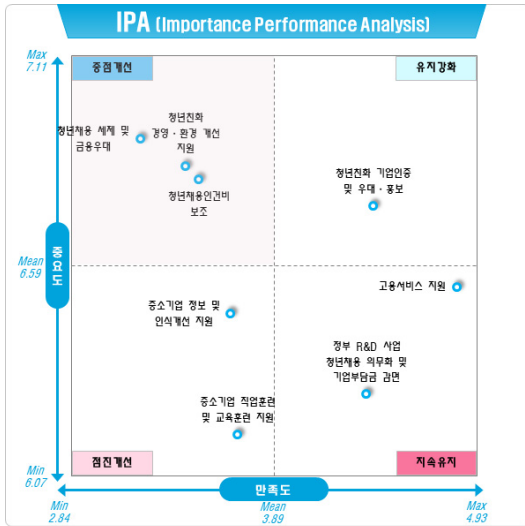 IPA (Importance Performance Analysis)
Max
7.11
중점개선
유지강화
청년친화
경영·환경 개선
지원
청년채용 세제 및
금융우대
청년채용인건비
보조
청년친화 기업인증
및 우대·홍보
Mean
6.59
중요도
고용서비스 지원
중소기업 정보 및
인식개선 지원
정부 R&D 사업
청년채용 의무화 및
기업부담금 감면
중소기업 직업훈련
및 교육훈련 지원
점진개선
지속유지
Min
6.07
만족도
Min
2.84
Mean
3.89
Max
4.93